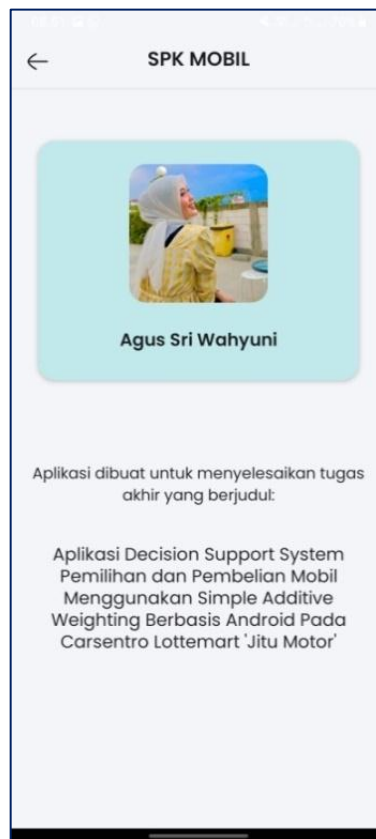 SPK MOBIL
Agus Sri Wahyuni
Aplikasi dibuat untuk menyelesaikan tugas
akhir yang berjudul:
Aplikasi Decision Support System
Pemilihan dan Pembelian Mobil
Menggunakan Simple Additive
Weighting Berbasis Android Pada
Carsentro Lottemart 'Jitu Motor'